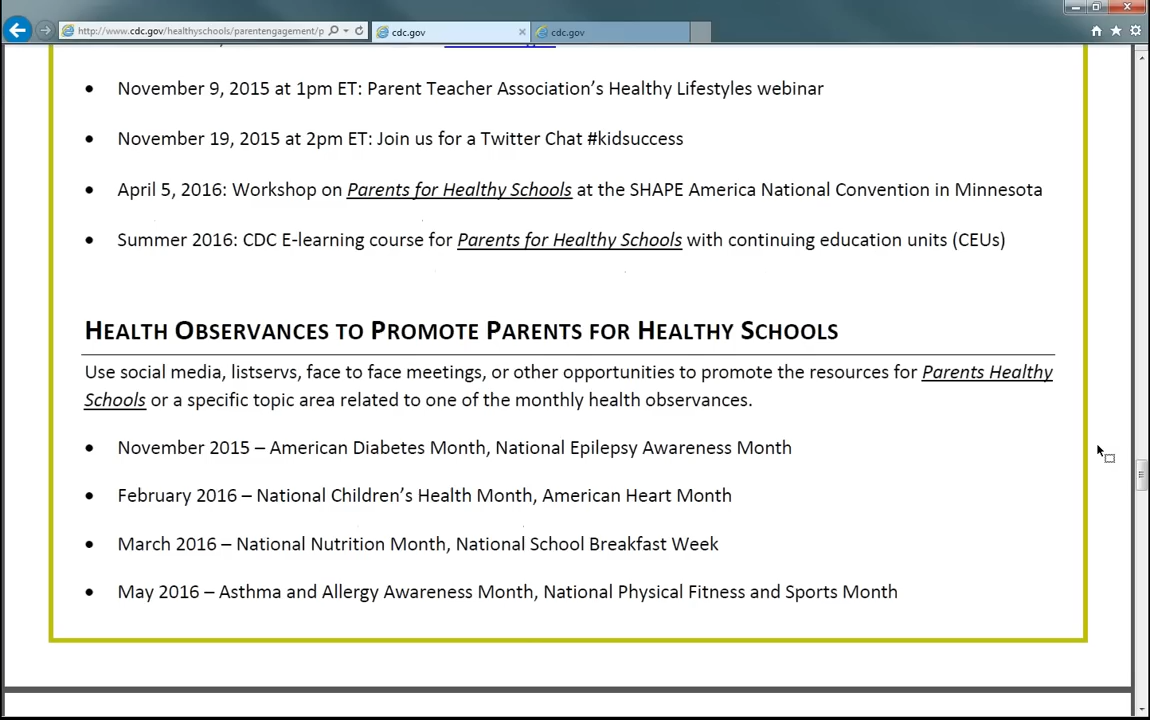 http://www.cdc.gov/healthyschools/parentengagement/p
cdc.gov
cdc.gov
• November 9, 2015 at 1pm ET: Parent Teacher Association's Healthy Lifestyles webinar
• November 19, 2015 at 2pm ET: Join us for a Twitter Chat #kidsuccess
• April 5, 2016: Workshop on Parents for Healthy Schools at the SHAPE America National Convention in Minnesota
• Summer 2016: CDC E-learning course for Parents for Healthy Schools with continuing education units (CEUs)
HEALTH OBSERVANCES TO PROMOTE PARENTS FOR HEALTHY SCHOOLS
Use social media, listservs, face to face meetings, or other opportunities to promote the resources for Parents Healthy
Schools or a specific topic area related to one of the monthly health observances.
• November 2015 – American Diabetes Month, National Epilepsy Awareness Month
• February 2016 – National Children's Health Month, American Heart Month
• March 2016 – National Nutrition Month, National School Breakfast Week
• May 2016 – Asthma and Allergy Awareness Month, National Physical Fitness and Sports Month